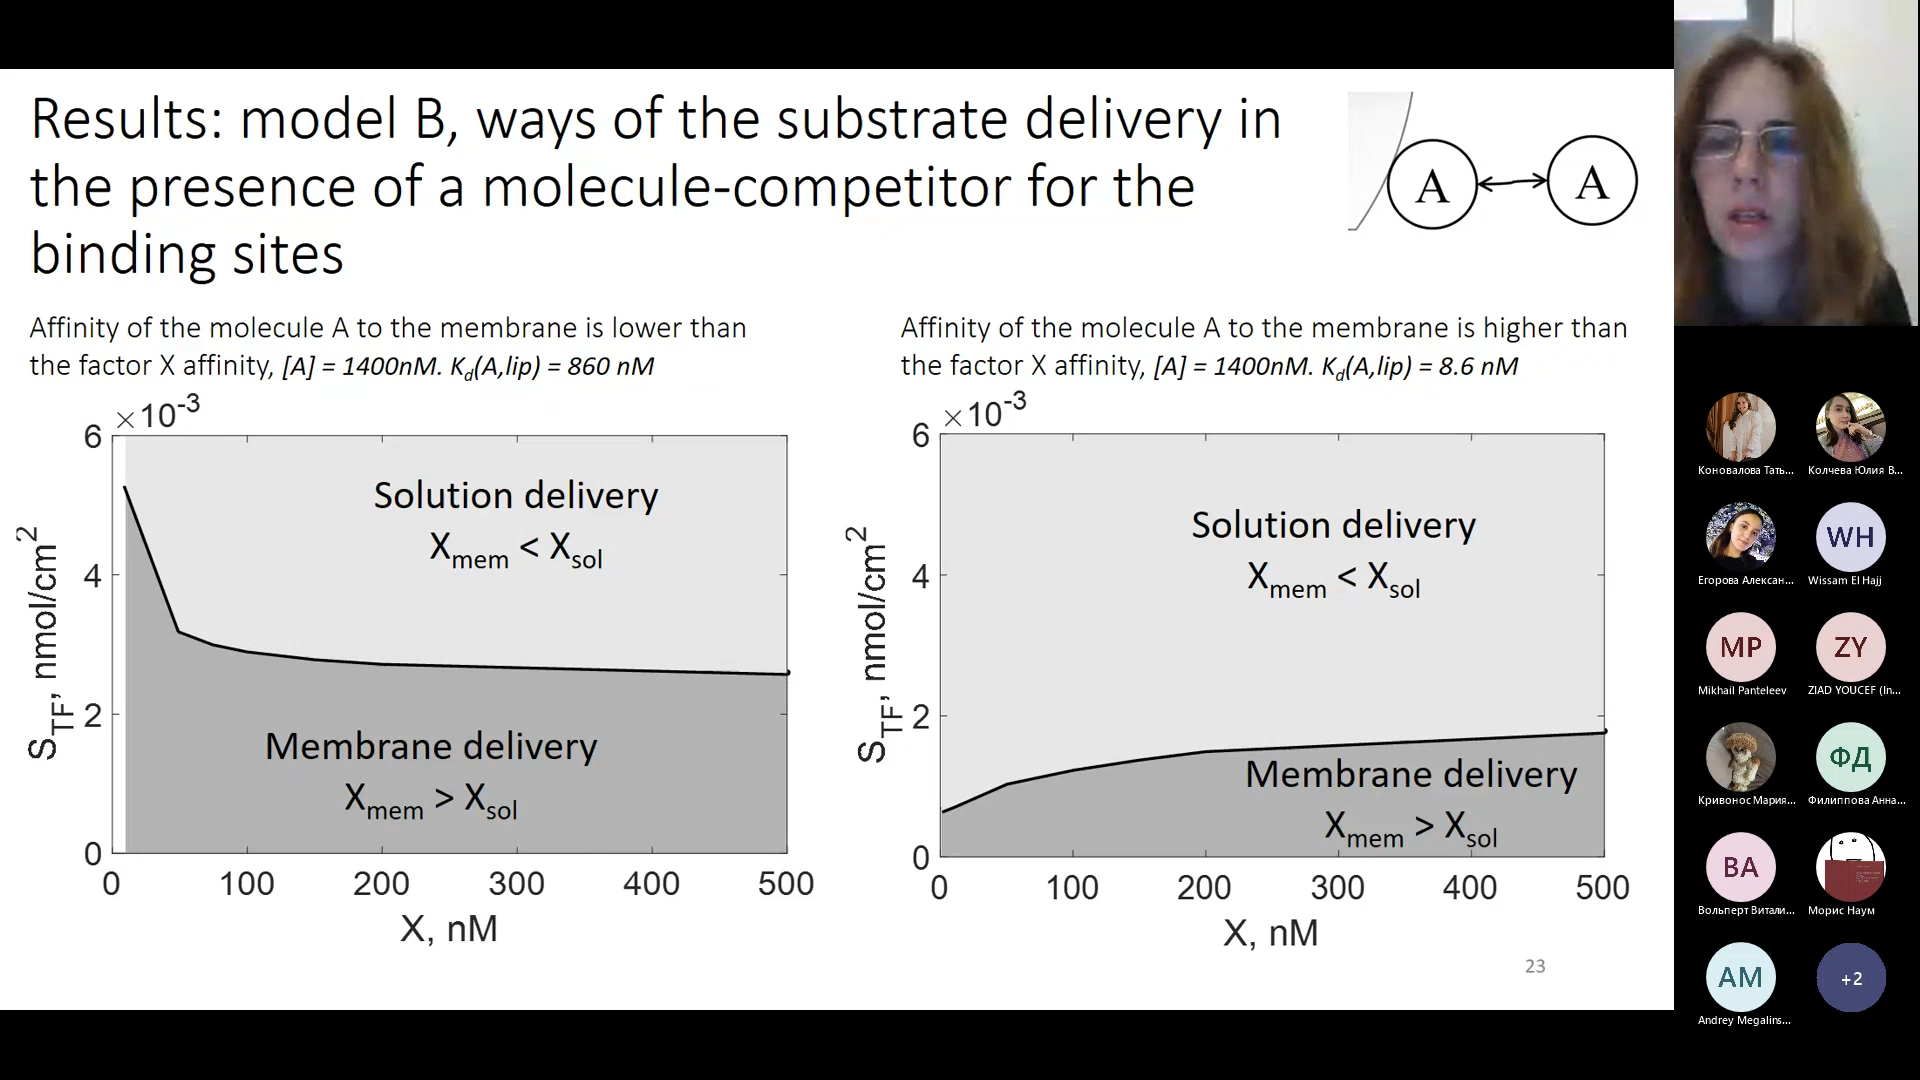 Results: model B, ways of the substrate delivery in
the presence of a molecule-competitor for the
binding sites
A
A
Affinity of the molecule A to the membrane is lower than
the factor X affinity, [A] = 1400nM. Kd(A,lip) = 860 nM
×10-3
6
4
2
0
STF, nmol/cm2
Solution delivery
Xmem < Xsol
Membrane delivery
Xmem > Xsol
0 100 200 300 400 500
X, nM
Affinity of the molecule A to the membrane is higher than
the factor X affinity, [A] = 1400nM. Kd(A,lip) = 8.6 nM
×10-3
6
4
2
0
STF, nmol/cm2
Solution delivery
Xmem < Xsol
Membrane delivery
Xmem > Xsol
0 100 200 300 400 500
X, nM
23
Коновалова Тать...
Колчева Юлия В...
Егорова Алексан...
WH
Wissam El Hajj
MP
Mikhail Panteleev
ZY
ZIAD YOUCEF (In...
Кривонос Мария...
ФД
Филиппова Анна...
ВА
Вольперт Витали...
Морис Наум
AM
Andrey Megalins...
+2